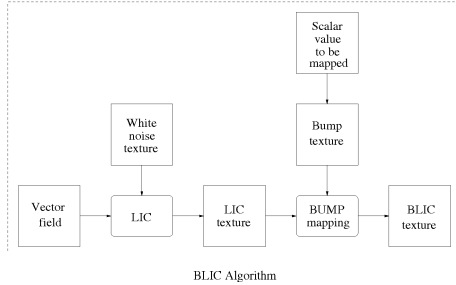 Scalar
value
to be
mapped
White
noise
texture
Bump
texture
Vector
field
LIC
LIC
texture
BUMP
mapping
BLIC
texture
BLIC Algorithm